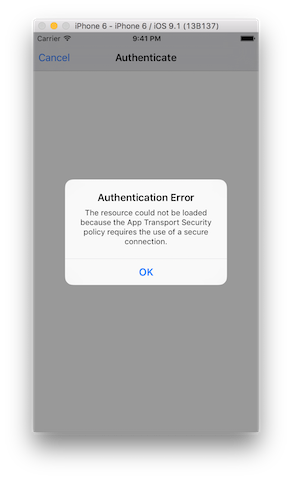 iPhone 6 - iPhone 6 / iOS 9.1 (13B137)
Carrier 9:41 PM
Cancel Authenticate
Authentication Error
The resource could not be loaded
because the App Transport Security
policy requires the use of a secure
connection.
OK